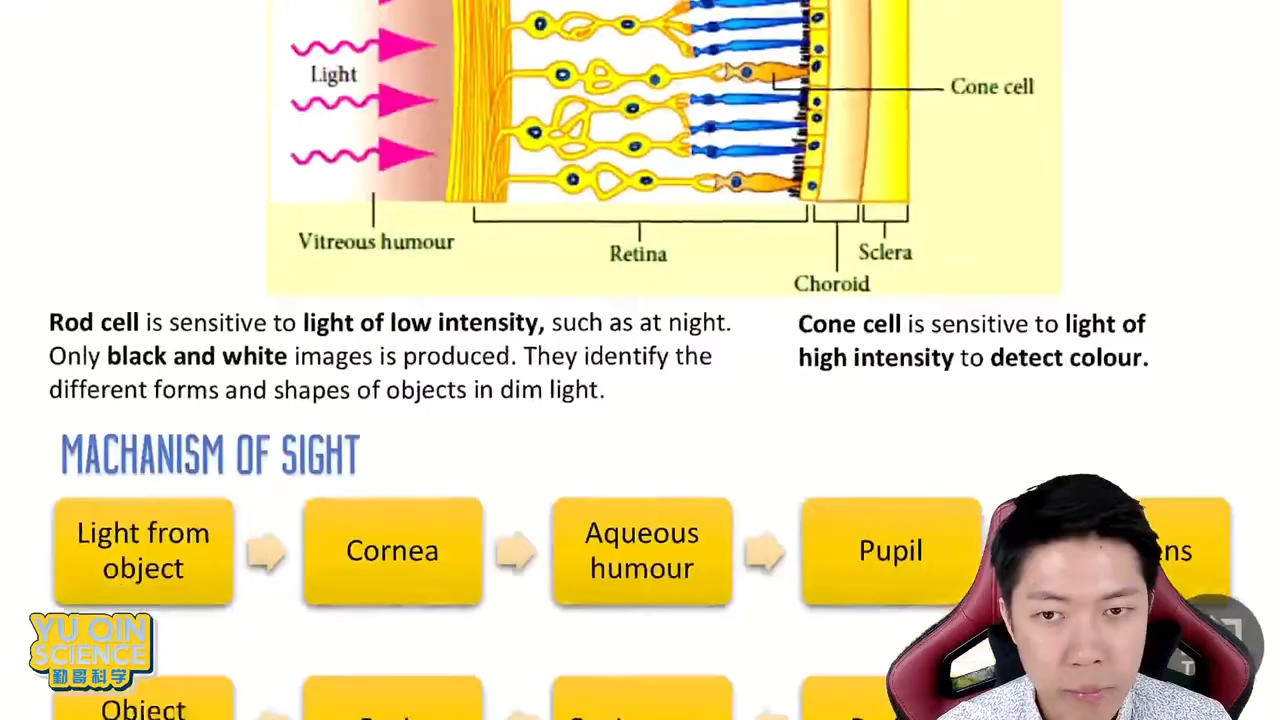 Light
Cone cell
Vitreous humour
Retina
Sclera
Choroid
Rod cell is sensitive to light of low intensity, such as at night.
Only black and white images is produced. They identify the
different forms and shapes of objects in dim light.
Cone cell is sensitive to light of
high intensity to detect colour.
MACHANISM OF SIGHT
Light from
object
Cornea
Aqueous
humour
Pupil
YU QIN
SCIENCE
勤哥科学
Object